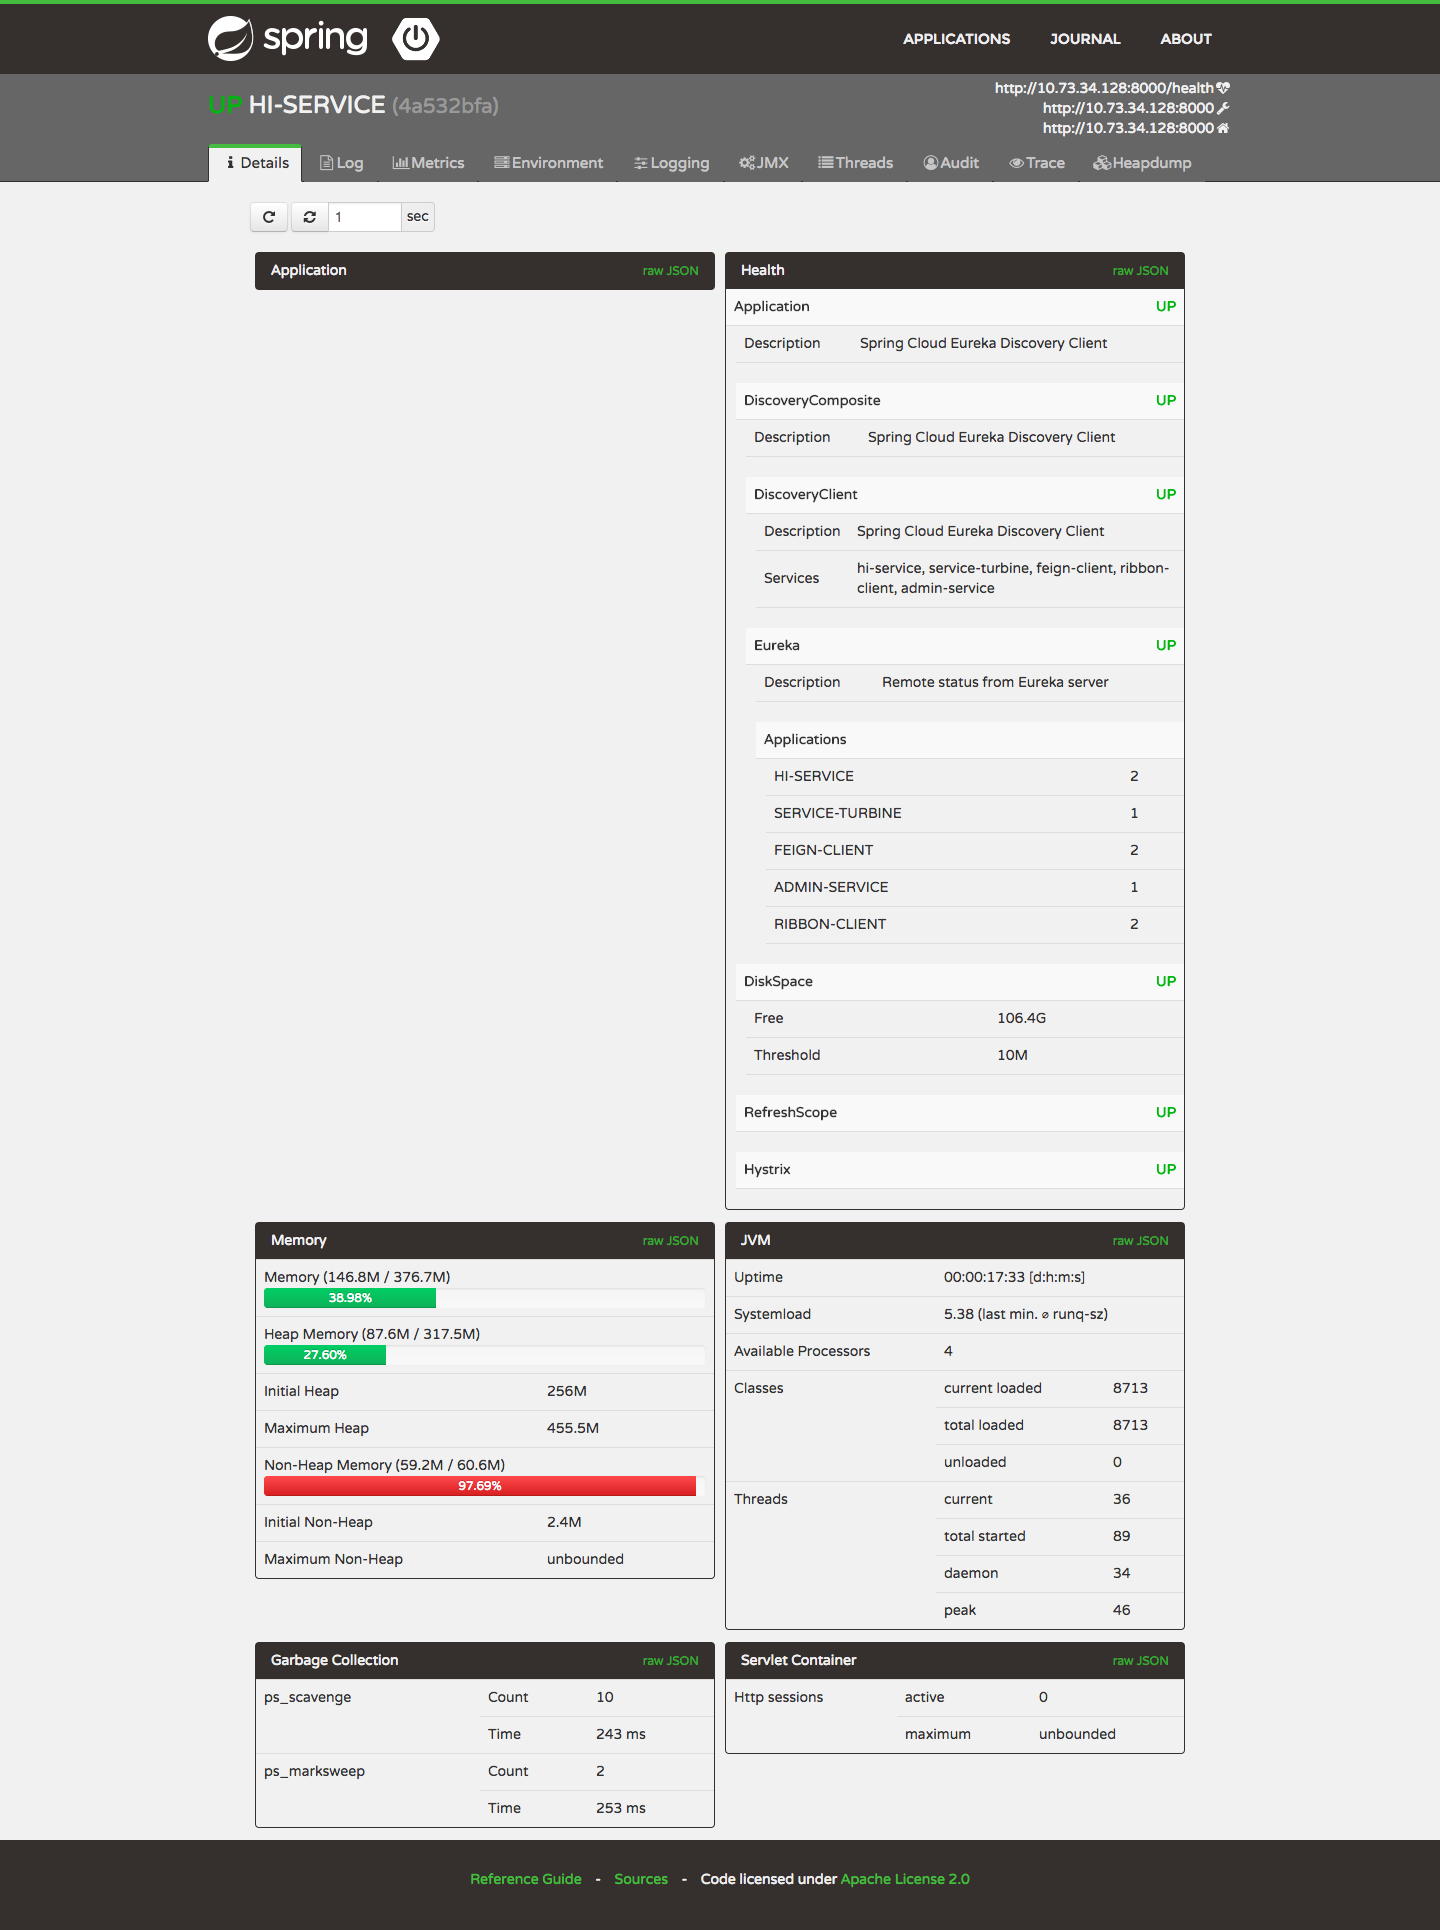 spring
APPLICATIONS JOURNAL ABOUT
UP HI-SERVICE (4a532bfa)
http://10.73.34.128:8000/health
http://10.73.34.128:8000
http://10.73.34.128:8000
Details Log Metrics Environment Logging JMX Threads Audit Trace Heapdump
1 sec
Application raw JSON
Health raw JSON
Application UP
Description Spring Cloud Eureka Discovery Client
DiscoveryComposite UP
Description Spring Cloud Eureka Discovery Client
DiscoveryClient UP
Description Spring Cloud Eureka Discovery Client
Services hi-service, service-turbine, feign-client, ribbon-
client, admin-service
Eureka UP
Description Remote status from Eureka server
Applications
HI-SERVICE 2
SERVICE-TURBINE 1
FEIGN-CLIENT 2
ADMIN-SERVICE 1
RIBBON-CLIENT 2
DiskSpace UP
Free 106.4G
Threshold 10M
RefreshScope UP
Hystrix UP
Memory raw JSON
Memory (146.8M / 376.7M)
38.98%
Heap Memory (87.6M / 317.5M)
27.60%
Initial Heap 256M
Maximum Heap 455.5M
Non-Heap Memory (59.2M / 60.6M)
97.69%
Initial Non-Heap 2.4M
Maximum Non-Heap unbounded
JVM raw JSON
Uptime 00:00:17:33 [d:h:m:s]
Systemload 5.38 (last min. ⌀ runq-sz)
Available Processors 4
Classes current loaded 8713
total loaded 8713
unloaded 0
Threads current 36
total started 89
daemon 34
peak 46
Garbage Collection raw JSON
ps_scavenge Count 10
Time 243 ms
ps_marksweep Count 2
Time 253 ms
Servlet Container raw JSON
Http sessions active 0
maximum unbounded
Reference Guide - Sources - Code licensed under Apache License 2.0